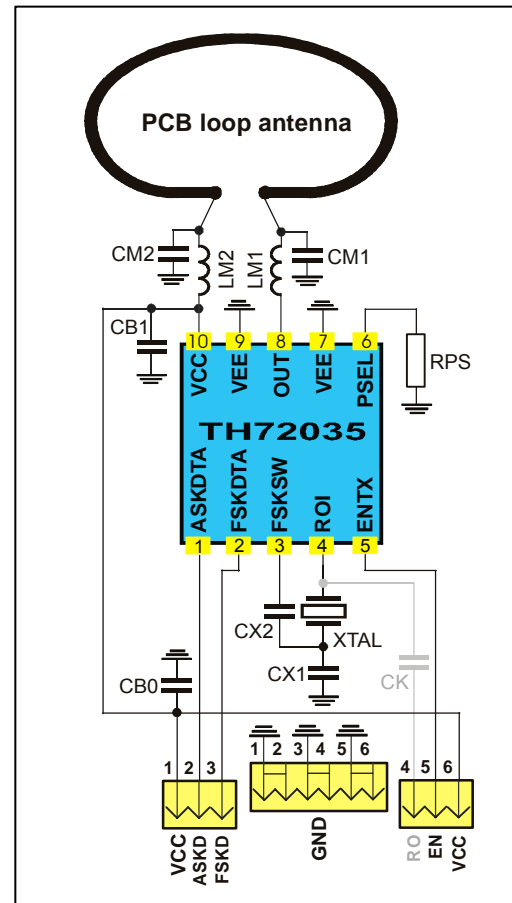 PCB loop antenna
CM2
LM2
LM1
CM1
CB1
10 9 8 7 6
VCC VEE OUT VEE PSEL
RPS
TH72035
ASKDTA FSKDTA FSKSW ROI ENTX
1 2 3 4 5
CX2
XTAL
CX1
CK
CB0
1 2 3
1 2 3 4 5 6
4 5 6
VCC ASKD FSKD
GND
RO EN VCC